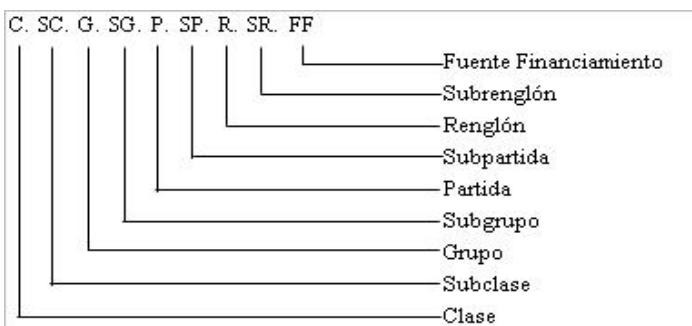 C. SC. G. SG. P. SP. R. SR. FF
Fuente Financiamiento
Subrenglón
Renglón
Subpartida
Partida
Subgrupo
Grupo
Subclase
Clase